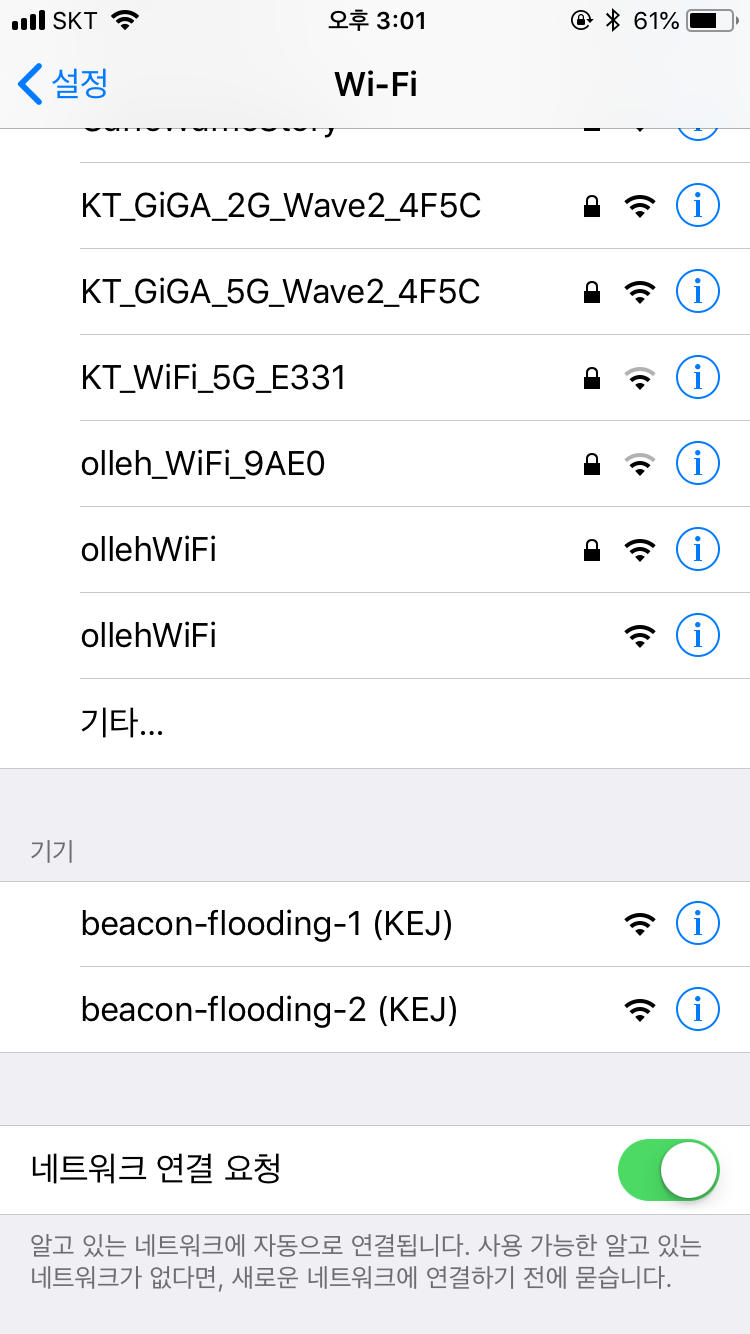 SKT 오후 3:01 61%
설정 Wi-Fi
KT_GiGA_2G_Wave2_4F5C
KT_GiGA_5G_Wave2_4F5C
KT_WiFi_5G_E331
olleh_WiFi_9AE0
ollehWiFi
ollehWiFi
기타...
기기
beacon-flooding-1 (KEJ)
beacon-flooding-2 (KEJ)
네트워크 연결 요청
알고 있는 네트워크에 자동으로 연결됩니다. 사용 가능한 알고 있는
네트워크가 없다면, 새로운 네트워크에 연결하기 전에 묻습니다.